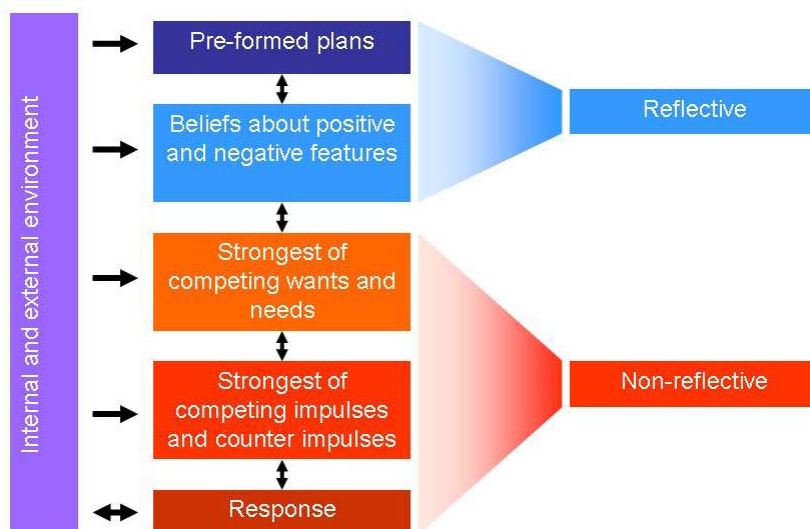 Internal and external environment
Pre-formed plans
Beliefs about positive
and negative features
Strongest of
competing wants and
needs
Strongest of
competing impulses
and counter impulses
Response
Reflective
Non-reflective